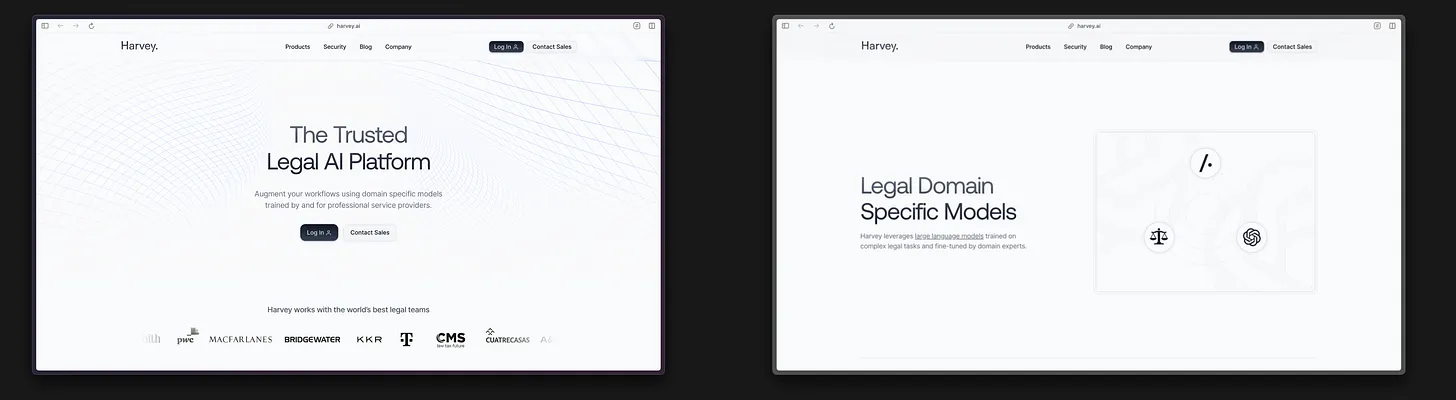 harvey.ai
Harvey.
Products Security Blog Company
Log In Contact Sales
The Trusted
Legal AI Platform
Augment your workflows using domain specific models
trained by and for professional service providers.
Log In Contact Sales
Harvey works with the world's best legal teams
pwc MACFARLANES BRIDGEWATER KKR T CMS law·tax·future CUATRECASAS
harvey.ai
Harvey.
Products Security Blog Company
Log In Contact Sales
Legal Domain
Specific Models
Harvey leverages large language models trained on
complex legal tasks and fine-tuned by domain experts.